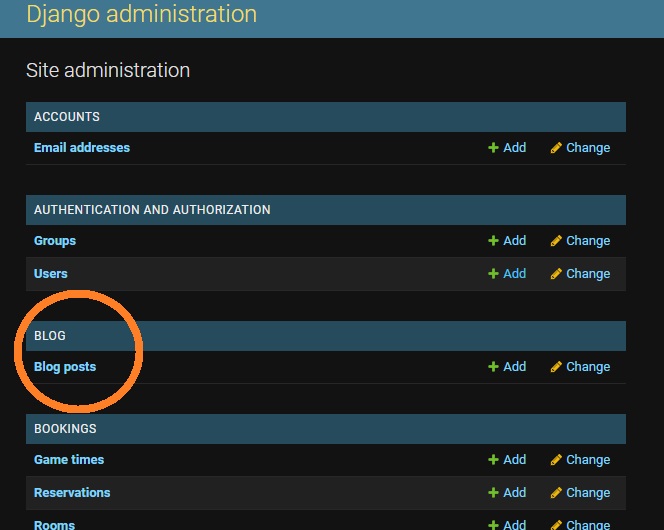 Django administration
Site administration
ACCOUNTS
Email addresses Add Change
AUTHENTICATION AND AUTHORIZATION
Groups Add Change
Users Add Change
BLOG
Blog posts Add Change
BOOKINGS
Game times Add Change
Reservations Add Change
Rooms Add Change